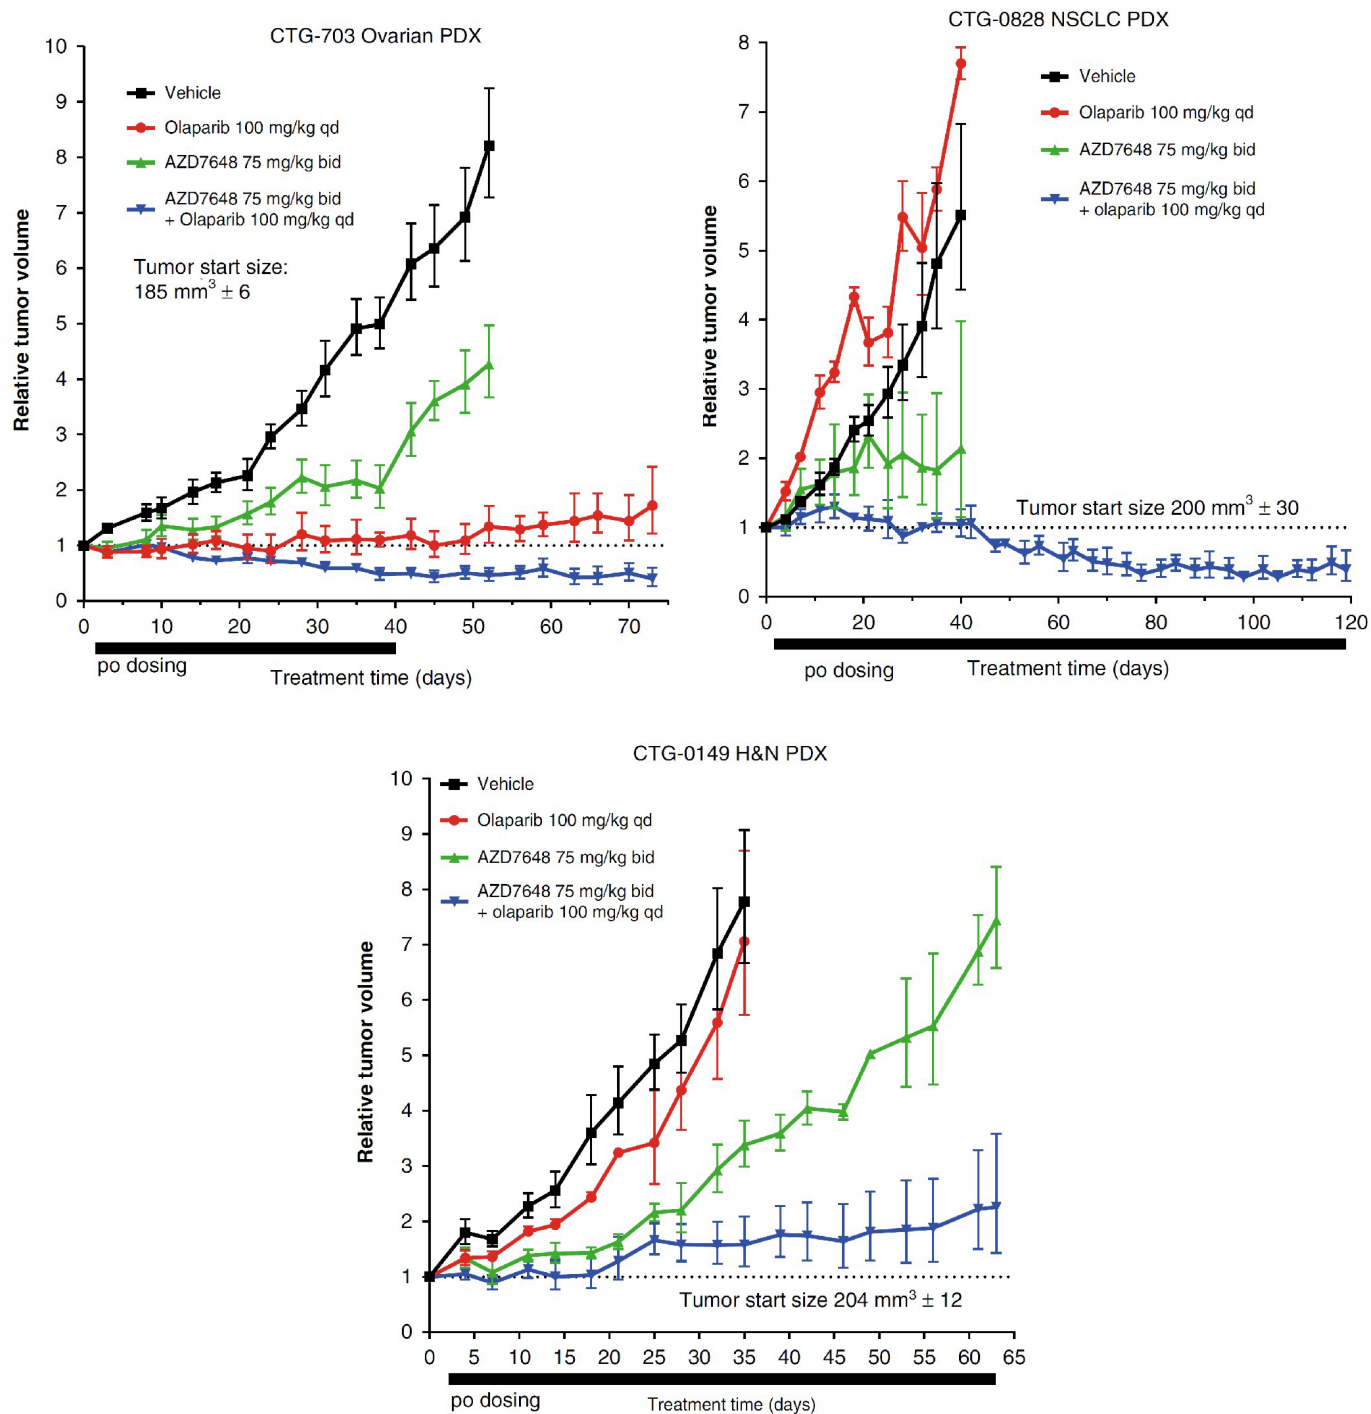 CTG-703 Ovarian PDX
10
9
8
7
6
5
4
3
2
1
0
Relative tumor volume
Vehicle
Olaparib 100 mg/kg qd
AZD7648 75 mg/kg bid
AZD7648 75 mg/kg bid
+ Olaparib 100 mg/kg qd
Tumor start size:
185 mm³ ± 6
0 10 20 30 40 50 60 70
po dosing
Treatment time (days)
CTG-0828 NSCLC PDX
8
7
6
5
4
3
2
1
0
Relative tumor volume
Vehicle
Olaparib 100 mg/kg qd
AZD7648 75 mg/kg bid
AZD7648 75 mg/kg bid
+ olaparib 100 mg/kg qd
Tumor start size 200 mm³ ± 30
0 20 40 60 80 100 120
po dosing
Treatment time (days)
CTG-0149 H&N PDX
10
9
8
7
6
5
4
3
2
1
0
Relative tumor volume
Vehicle
Olaparib 100 mg/kg qd
AZD7648 75 mg/kg bid
AZD7648 75 mg/kg bid
+ olaparib 100 mg/kg qd
Tumor start size 204 mm³ ± 12
0 5 10 15 20 25 30 35 40 45 50 55 60 65
po dosing
Treatment time (days)